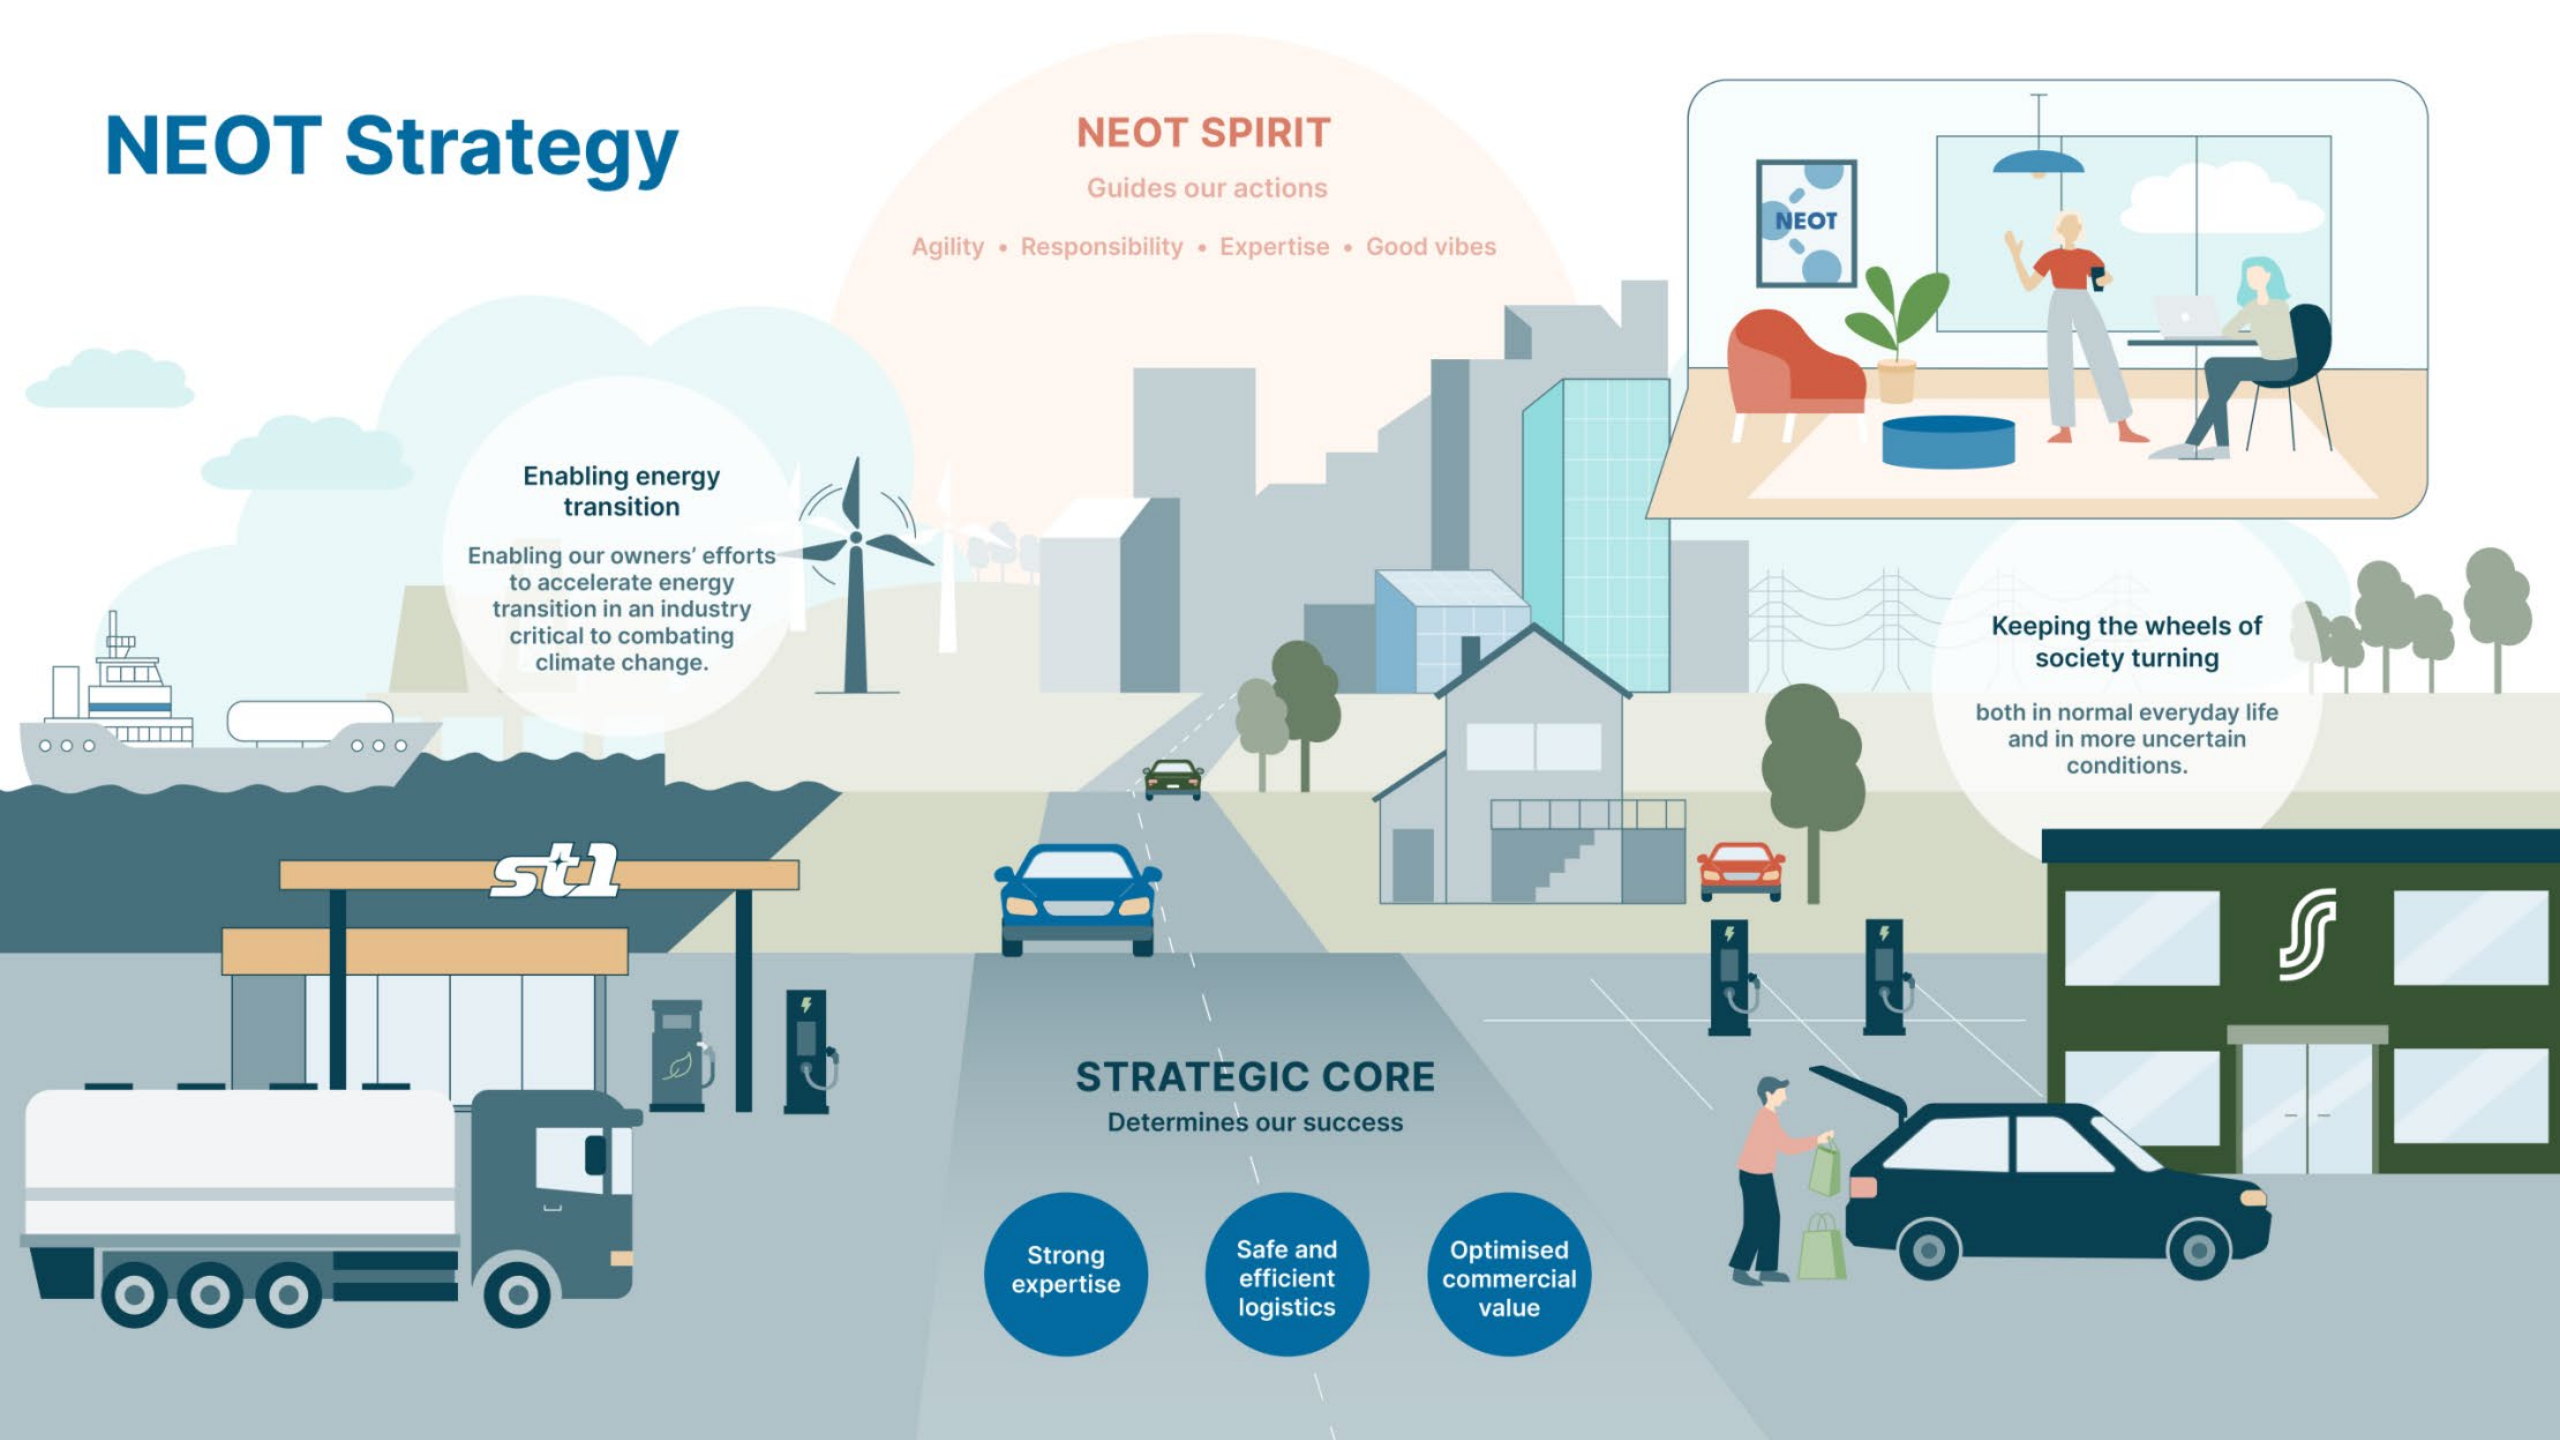 NEOT Strategy
NEOT SPIRIT
Guides our actions
Agility • Responsibility • Expertise • Good vibes
NEOT
Enabling energy
transition
Enabling our owners’ efforts
to accelerate energy
transition in an industry
critical to combating
climate change.
Keeping the wheels of
society turning
both in normal everyday life
and in more uncertain
conditions.
st1
STRATEGIC CORE
Determines our success
Strong
expertise
Safe and
efficient
logistics
Optimised
commercial
value